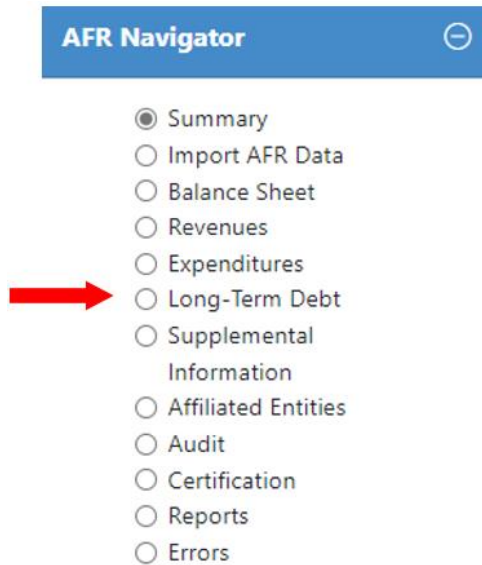 AFR Navigator
Summary
Import AFR Data
Balance Sheet
Revenues
Expenditures
Long-Term Debt
Supplemental
Information
Affiliated Entities
Audit
Certification
Reports
Errors